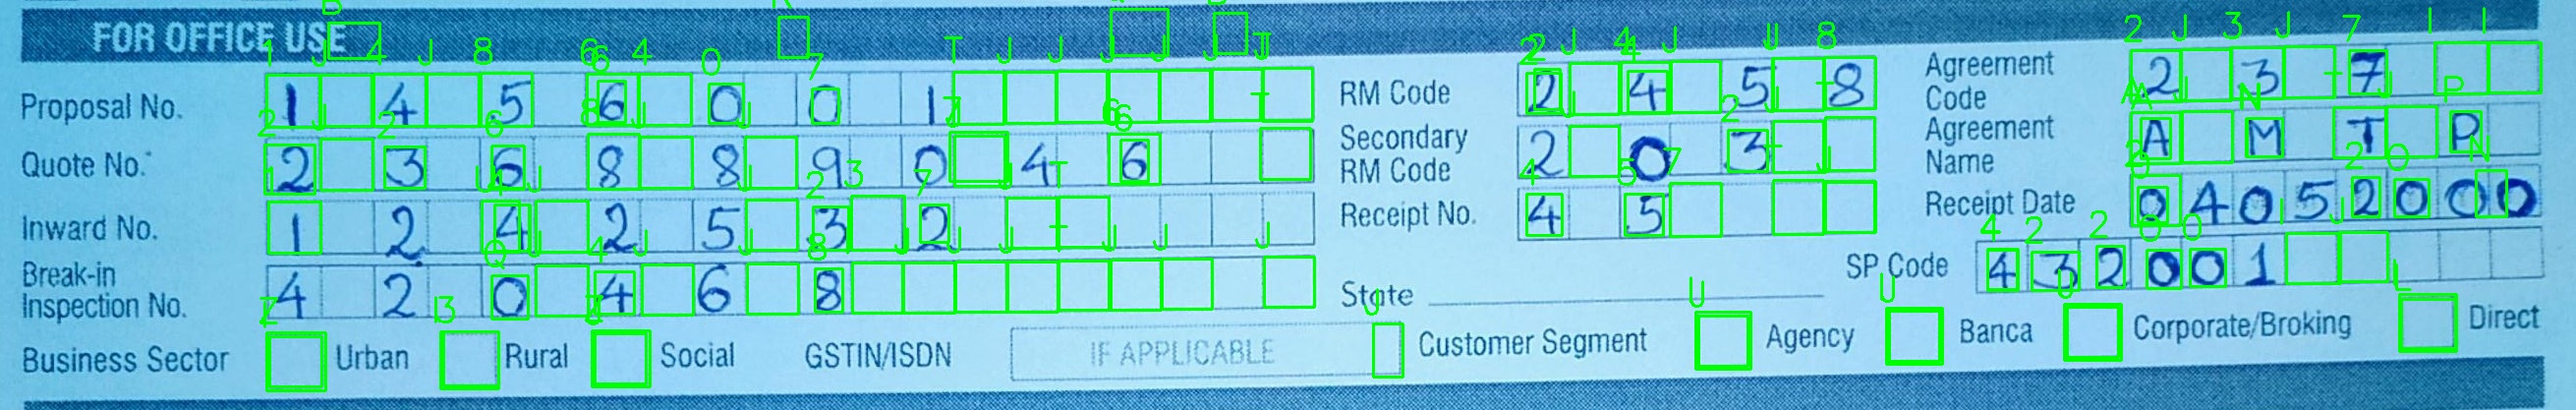 FOR OFFICE USE
Proposal No. 1 4 5 6 0 0 1
RM Code 2 4 5 8
Agreement Code 2 3 7
Quote No. 2 3 6 8 8 9 0 4 6
Secondary RM Code 2 0 3
Agreement Name A M T P
Inward No. 1 2 4 2 5 3 2
Receipt No. 4 5
Receipt Date 0 4 0 5 2 0 0 0
Break-in Inspection No. 4 2 0 4 6 8
State
SP Code 4 3 2 0 0 1
Business Sector Urban Rural Social GSTIN/ISDN IF APPLICABLE Customer Segment Agency Banca Corporate/Broking Direct